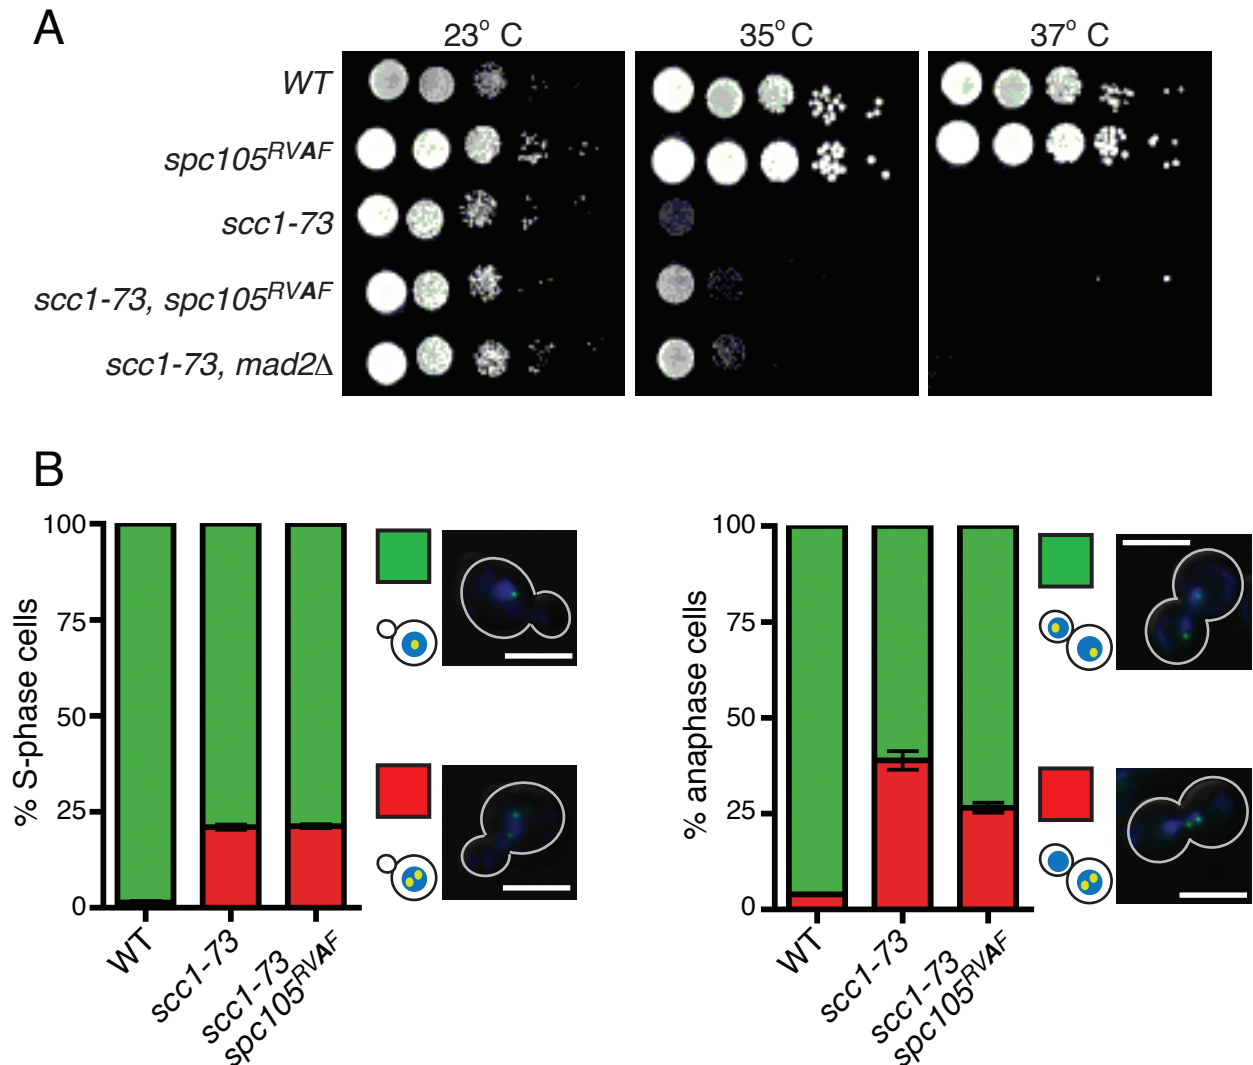 A
23° C
35° C
37° C
WT
spc105RVAF
scc1-73
scc1-73, spc105RVAF
scc1-73, mad2Δ
B
% S-phase cells
100
75
50
25
0
WT
scc1-73
scc1-73
spc105RVAF
% anaphase cells
100
75
50
25
0
WT
scc1-73
scc1-73
spc105RVAF